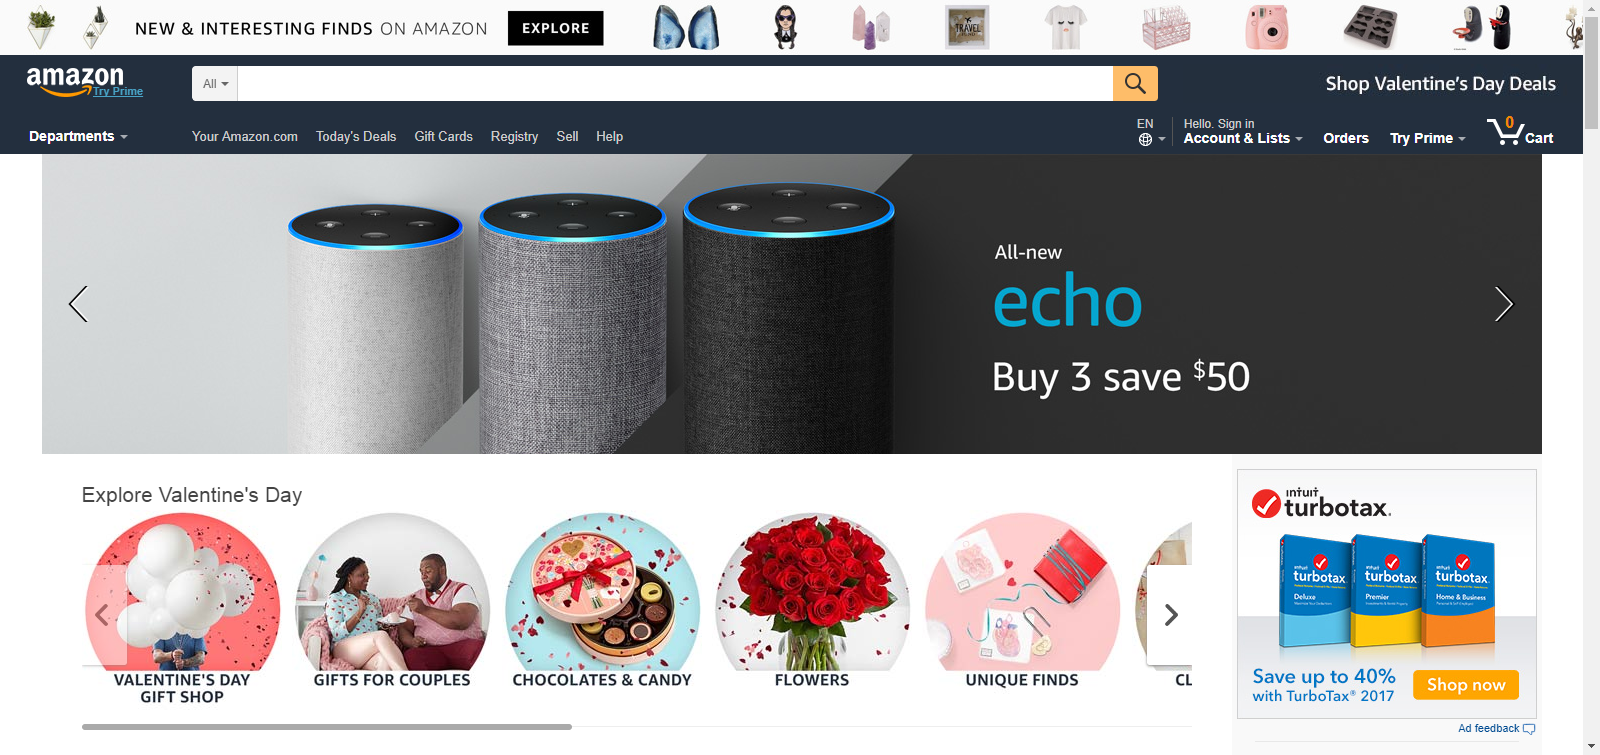 NEW & INTERESTING FINDS ON AMAZON EXPLORE
TRAVEL
amazon
Try Prime
All
Shop Valentine's Day Deals
Departments
Your Amazon.com Today's Deals Gift Cards Registry Sell Help
EN
Hello. Sign in
Account & Lists
Orders
Try Prime
0
Cart
All-new
echo
Buy 3 save $50
Explore Valentine's Day
VALENTINE'S DAY
GIFT SHOP
GIFTS FOR COUPLES
CHOCOLATES & CANDY
FLOWERS
UNIQUE FINDS
CL
intuit
turbotax.
intuit
turbotax.
Deluxe
intuit
turbotax.
Premier
intuit
turbotax.
Home & Business
Save up to 40%
with TurboTax® 2017
Shop now
Ad feedback